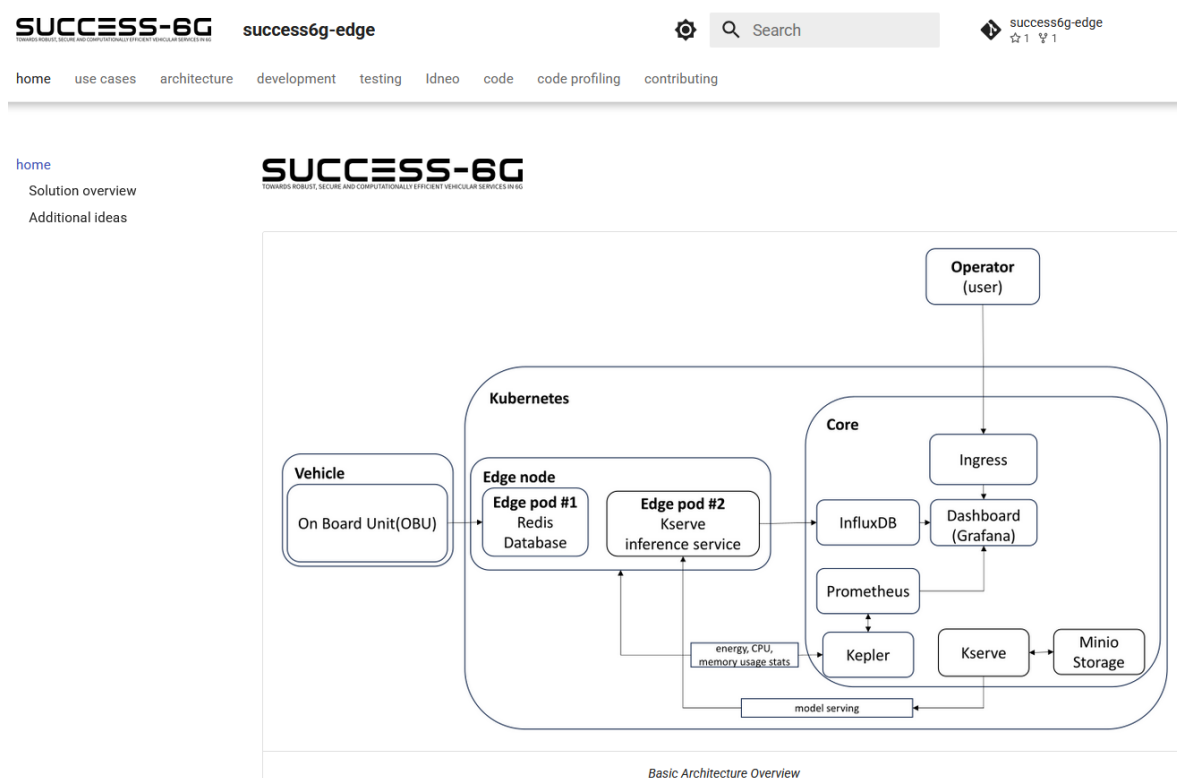 SUCCESS-6G
TOWARDS ROBUST, SECURE AND COMPUTATIONALLY EFFICIENT VEHICULAR SERVICES IN 6G
success6g-edge
Search
success6g-edge
1 1
home use cases architecture development testing Idneo code code profiling contributing
home
Solution overview
Additional ideas
SUCCESS-6G
TOWARDS ROBUST, SECURE AND COMPUTATIONALLY EFFICIENT VEHICULAR SERVICES IN 6G
Operator
(user)
Kubernetes
Core
Ingress
Vehicle
On Board Unit(OBU)
Edge node
Edge pod #1
Redis
Database
Edge pod #2
Kserve
inference service
InfluxDB
Dashboard
(Grafana)
Prometheus
energy, CPU,
memory usage stats
Kepler
Kserve
Minio
Storage
model serving
Basic Architecture Overview